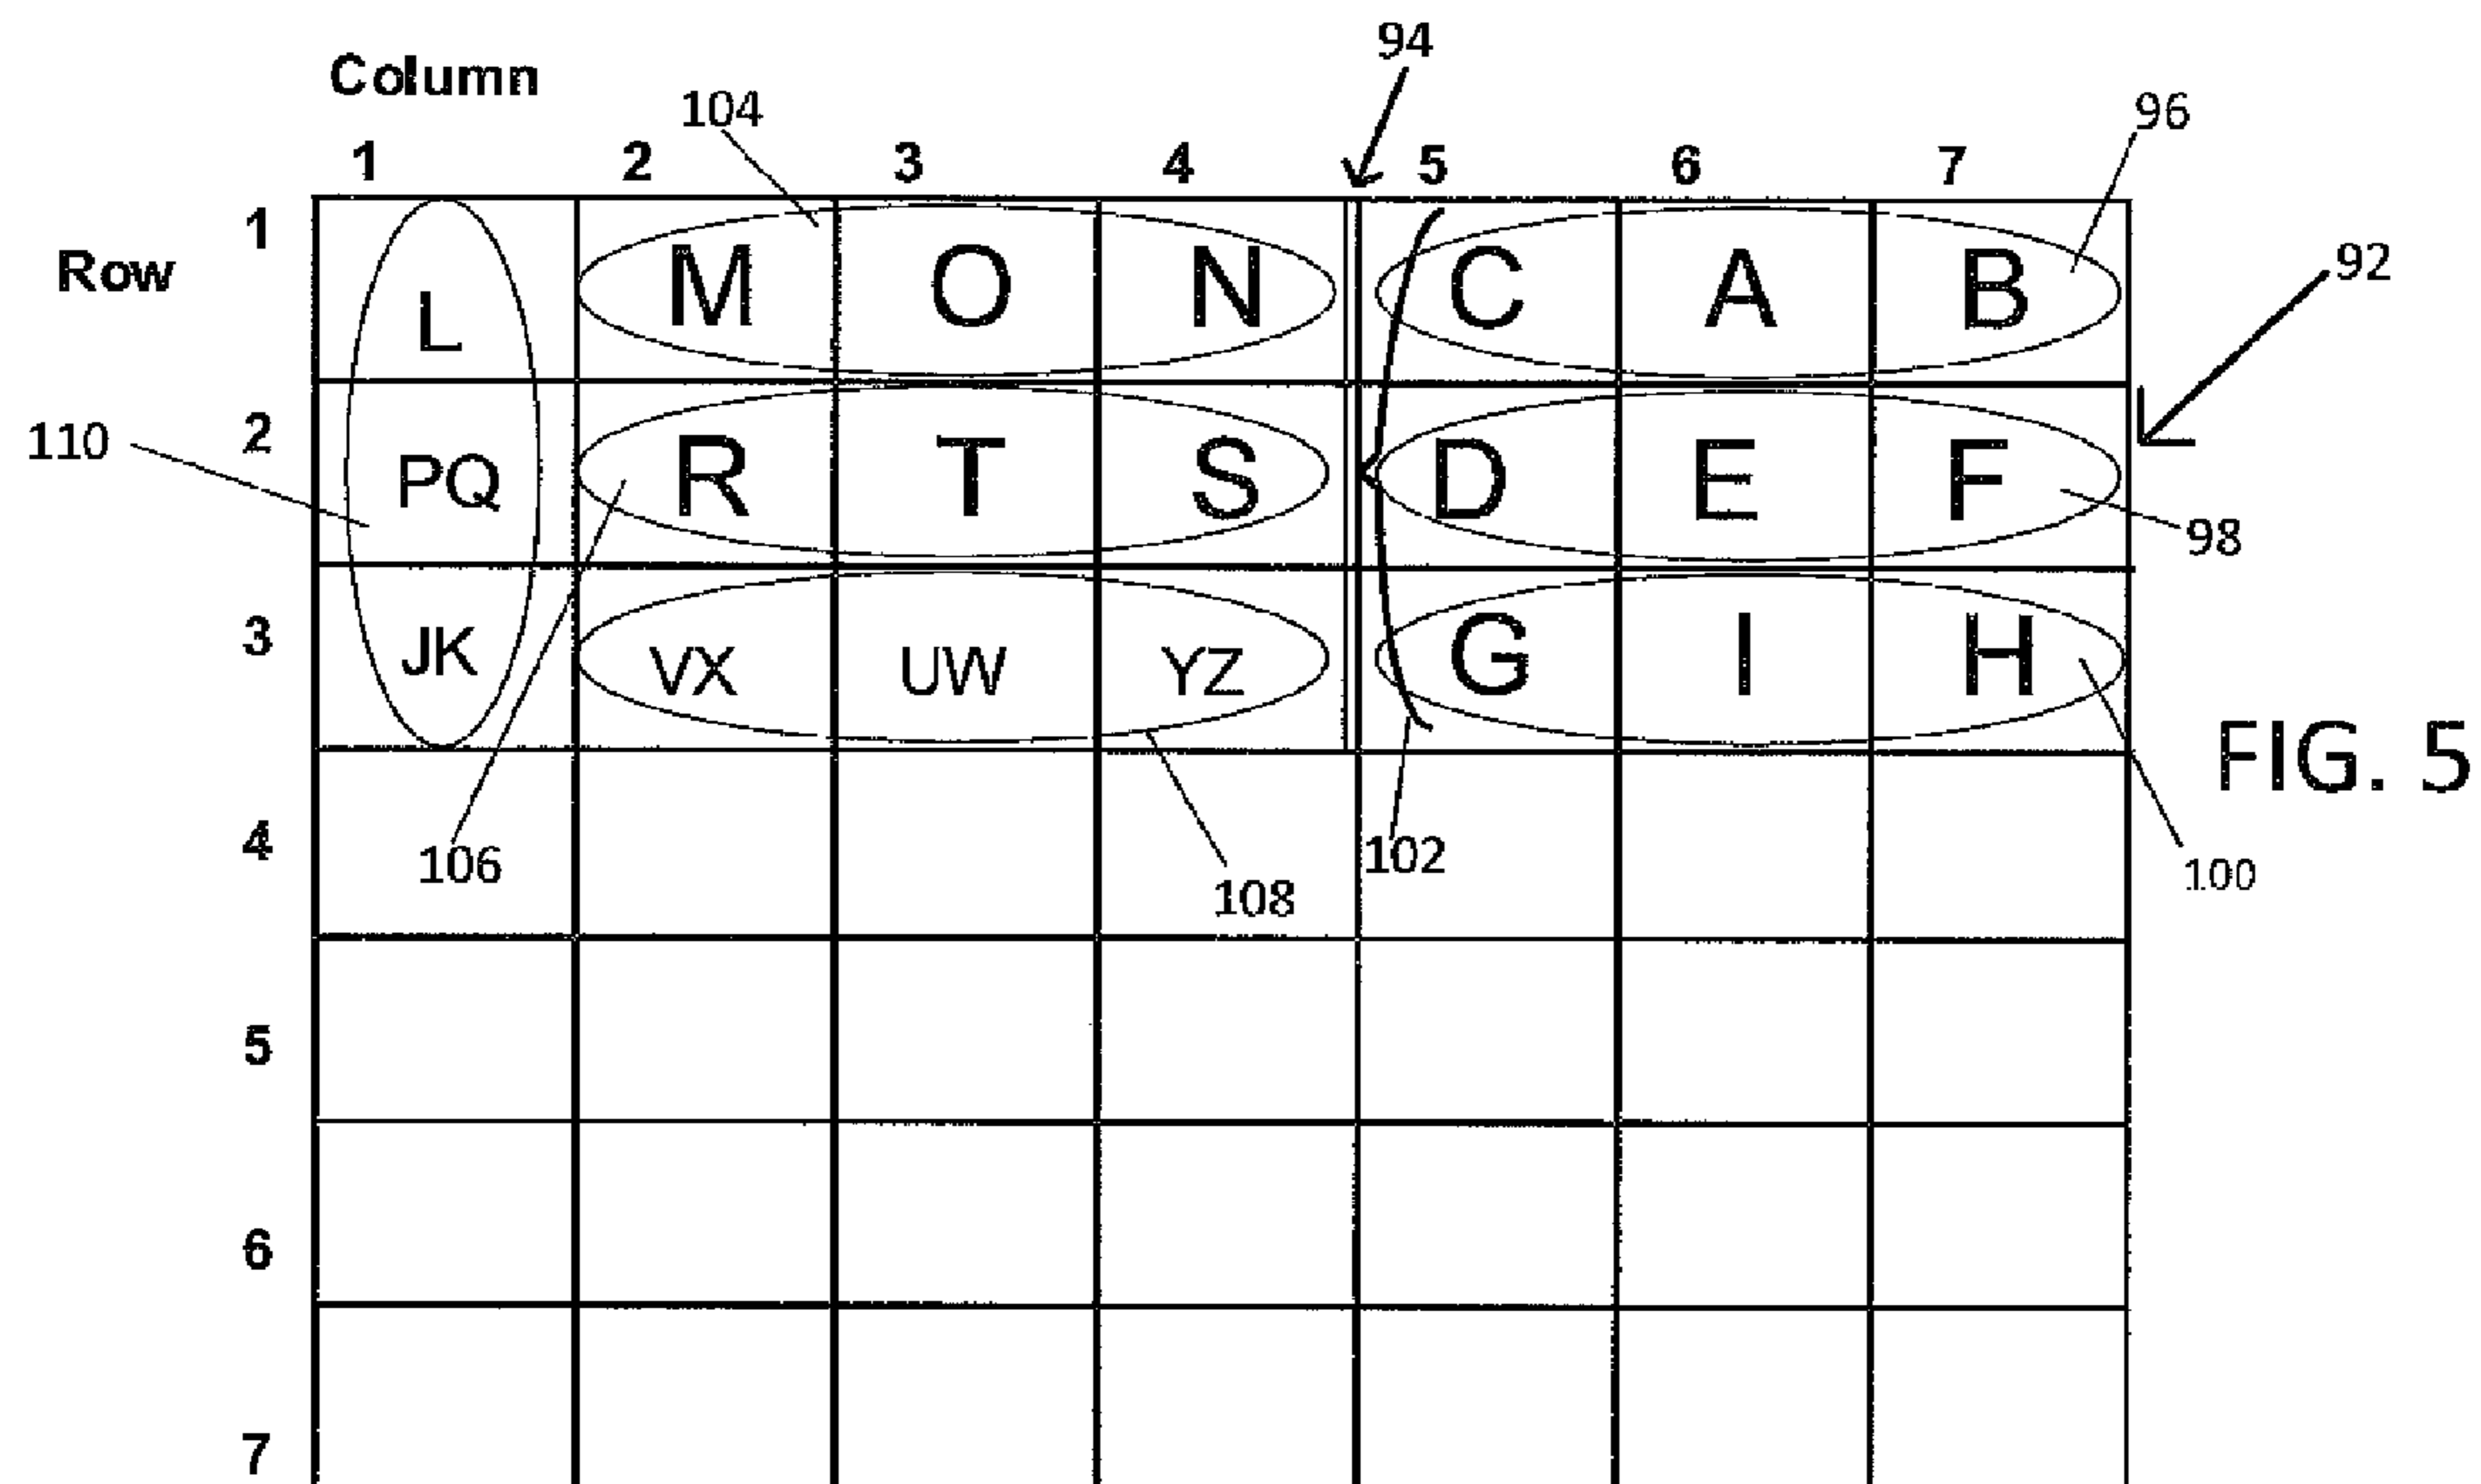 94
Column
104
96
1 2 3 4 5 6 7
1
Row
L M O N C A B
92
2
110
PQ R T S D E F
98
3
JK VX UW YZ G I H
FIG. 5
4
106
108
102
100
5
6
7